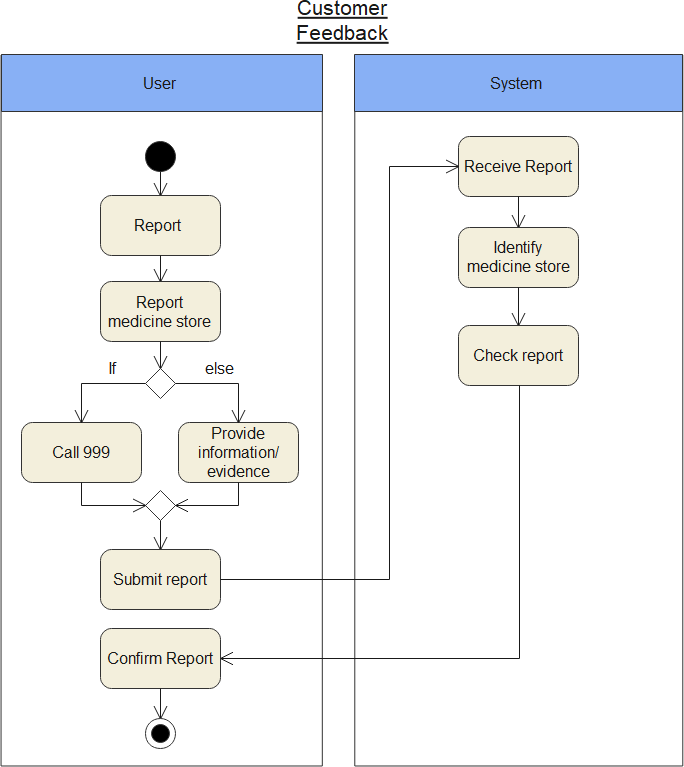 Customer
Feedback
User
System
Report
Report
medicine store
If
else
Call 999
Provide
information/
evidence
Submit report
Confirm Report
Receive Report
Identify
medicine store
Check report